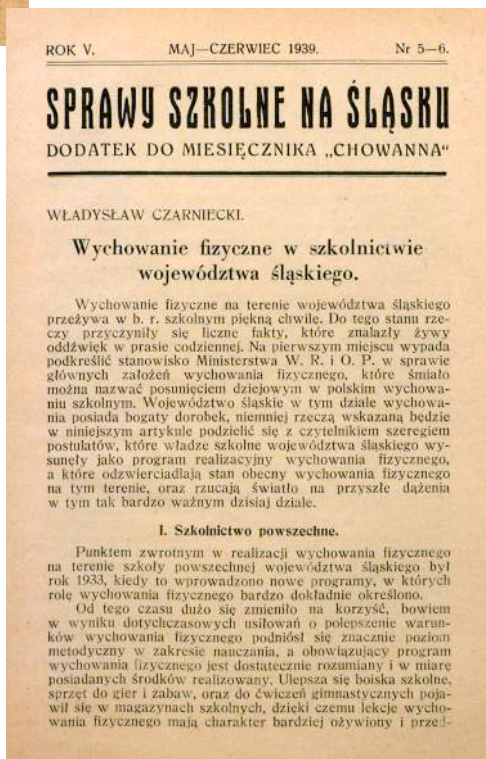 ROK V. MAJ—CZERWIEC 1939. Nr 5—6.
SPRAWY SZKOLNE NA ŚLĄSKU
DODATEK DO MIESIĘCZNIKA „CHOWANNA"
WŁADYSŁAW CZARNIECKI.
Wychowanie fizyczne w szkolnictwie
województwa śląskiego.
Wychowanie fizyczne na terenie województwa śląskiego
przeżywa w b. r. szkolnym piękną chwilę. Do tego stanu rze-
czy przyczyniły się liczne fakty, które znalazły żywy
oddźwięk w prasie codziennej. Na pierwszym miejscu wypada
podkreślić stanowisko Ministerstwa W. R. i O. P. w sprawie
głównych założeń wychowania fizycznego, które śmiało
można nazwać posunięciem dziejowym w polskim wychowa-
niu szkolnym. Województwo śląskie w tym dziale wychowa-
nia posiada bogaty dorobek, niemniej rzeczą wskazaną będzie
w niniejszym artykule podzielić się z czytelnikiem szeregiem
postulatów, które władze szkolne województwa śląskiego wy-
sunęły jako program realizacyjny wychowania fizycznego,
a które odzwierciadlają stan obecny wychowania fizycznego
na tym terenie, oraz rzucają światło na przyszłe dążenia
w tym tak bardzo ważnym dzisiaj dziale.
I. Szkolnictwo powszechne.
Punktem zwrotnym w realizacji wychowania fizycznego
na terenie szkoły powszechnej województwa śląskiego był
rok 1933, kiedy to wprowadzono nowe programy, w których
rolę wychowania fizycznego bardzo dokładnie określono.
Od tego czasu dużo się zmieniło na korzyść, bowiem
w wyniku dotychczasowych usiłowań o polepszenie warun-
ków wychowania fizycznego podniósł się znacznie poziom
metodyczny w zakresie nauczania, a obowiązujący program
wychowania fizycznego jest dostatecznie rozumiany i w miarę
posiadanych środków realizowany. Ulepsza się boiska szkolne,
sprzęt do gier i zabaw, oraz do ćwiczeń gimnastycznych poja-
wił się w magazynach szkolnych, dzięki czemu lekcje wycho-
wania fizycznego mają charakter bardziej ożywiony i przed-